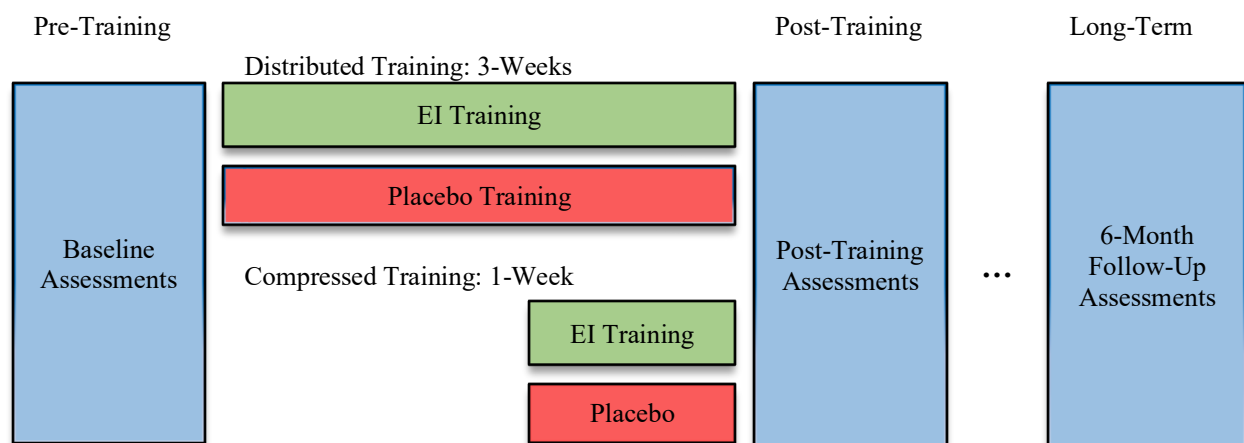 Pre-Training
Post-Training
Long-Term
Distributed Training: 3-Weeks
EI Training
Placebo Training
Baseline
Assessments
Compressed Training: 1-Week
EI Training
Placebo
Post-Training
Assessments
...
6-Month
Follow-Up
Assessments